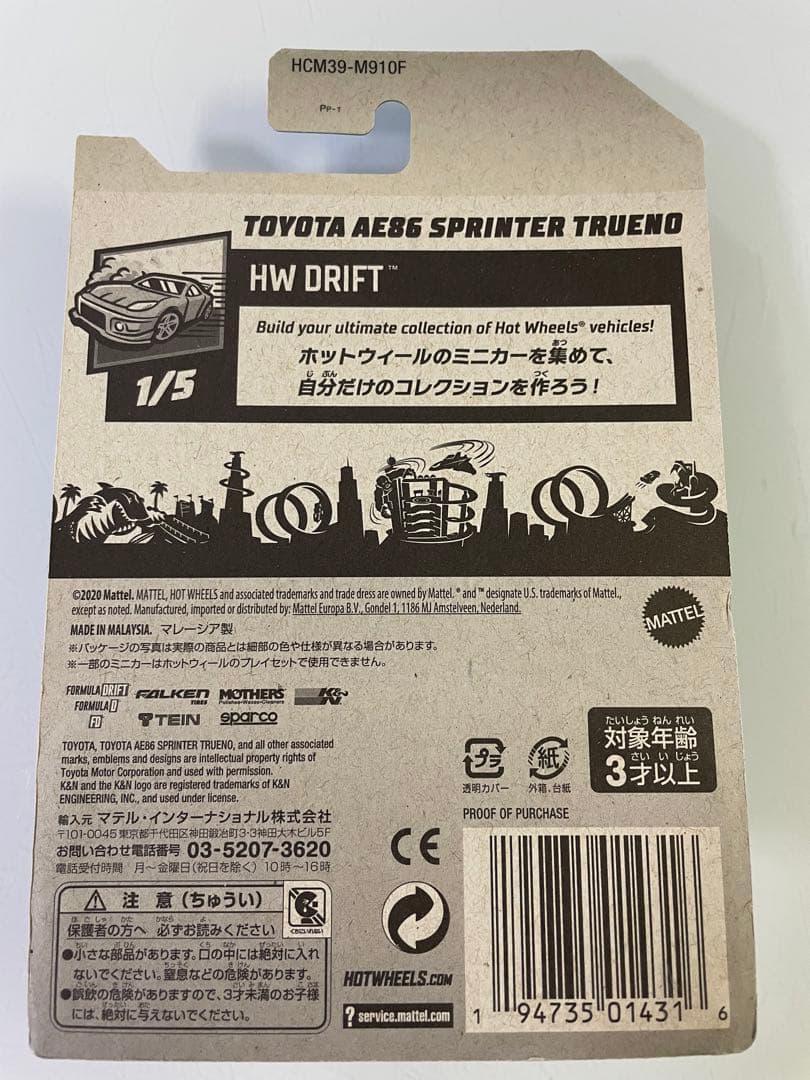 HCM39-M910F
PP-1
TOYOTA AE86 SPRINTER TRUENO
HW DRIFT™
Build your ultimate collection of Hot Wheels® vehicles!
ホットウィールのミニカーを集めて、
自分だけのコレクションを作ろう！
1/5
©2020 Mattel. MATTEL, HOT WHEELS and associated trademarks and trade dress are owned by Mattel. ® and ™ designate U.S. trademarks of Mattel,
except as noted. Manufactured, imported or distributed by: Mattel Europa B.V., Gondel 1, 1186 MJ Amstelveen, Nederland.
MADE IN MALAYSIA. マレーシア製
MATTEL
※パッケージの写真は実際の商品とは細部の色や仕様が異なる場合があります。
※一部のミニカーはホットウィールのプレイセットで使用できません。
FORMULA DRIFT FALKEN TIRES MOTHERS Polishes•Waxes•Cleaners K&N
FORMULA D
FD TEIN sparco
TOYOTA, TOYOTA AE86 SPRINTER TRUENO, and all other associated
marks, emblems and designs are intellectual property rights of
Toyota Motor Corporation and used with permission.
K&N and the K&N logo are registered trademarks of K&N
ENGINEERING, INC., and used under license.
プラ
透明カバー
紙
外箱、台紙
対象年齢
3才以上
輸入元 マテル・インターナショナル株式会社
〒101-0045 東京都千代田区神田鍛冶町3-3神田大木ビル5F
お問い合わせ電話番号 03-5207-3620
電話受付時間 月〜金曜日(祝日を除く) 10時〜16時
注意(ちゅうい)
保護者の方へ 必ずお読みください
くちにいれない
●小さな部品があります。口の中には絶対に入れ
ないでください。窒息などの危険があります。
●誤飲の危険がありますので、3才未満のお子様
には、絶対に与えないでください。
CE
HOTWHEELS.COM
? service.mattel.com
PROOF OF PURCHASE
1 94735 01431 6